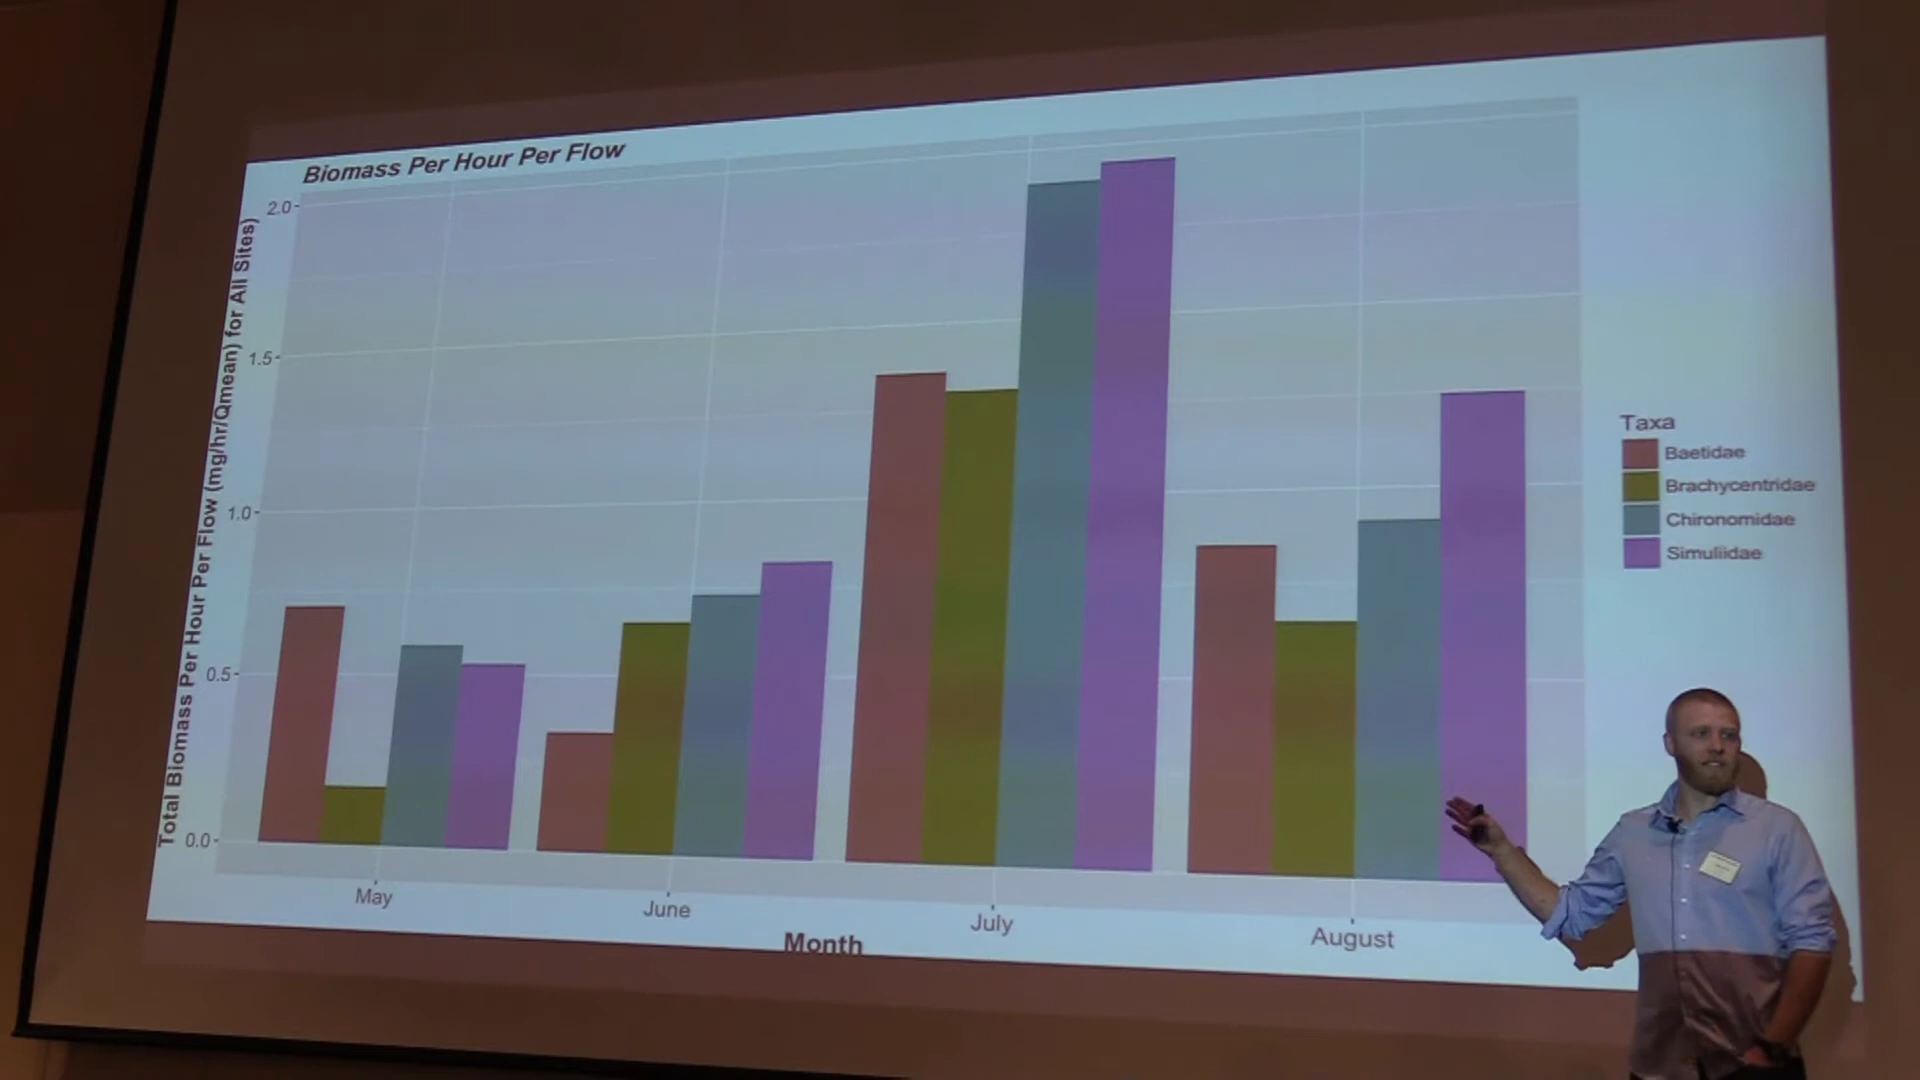 Biomass Per Hour Per Flow
Total Biomass Per Hour Per Flow (mg/hr/Qmean) for All Sites)
2.0
1.5
1.0
0.5
0.0
May
June
July
August
Month
Taxa
Baetidae
Brachycentridae
Chironomidae
Simuliidae